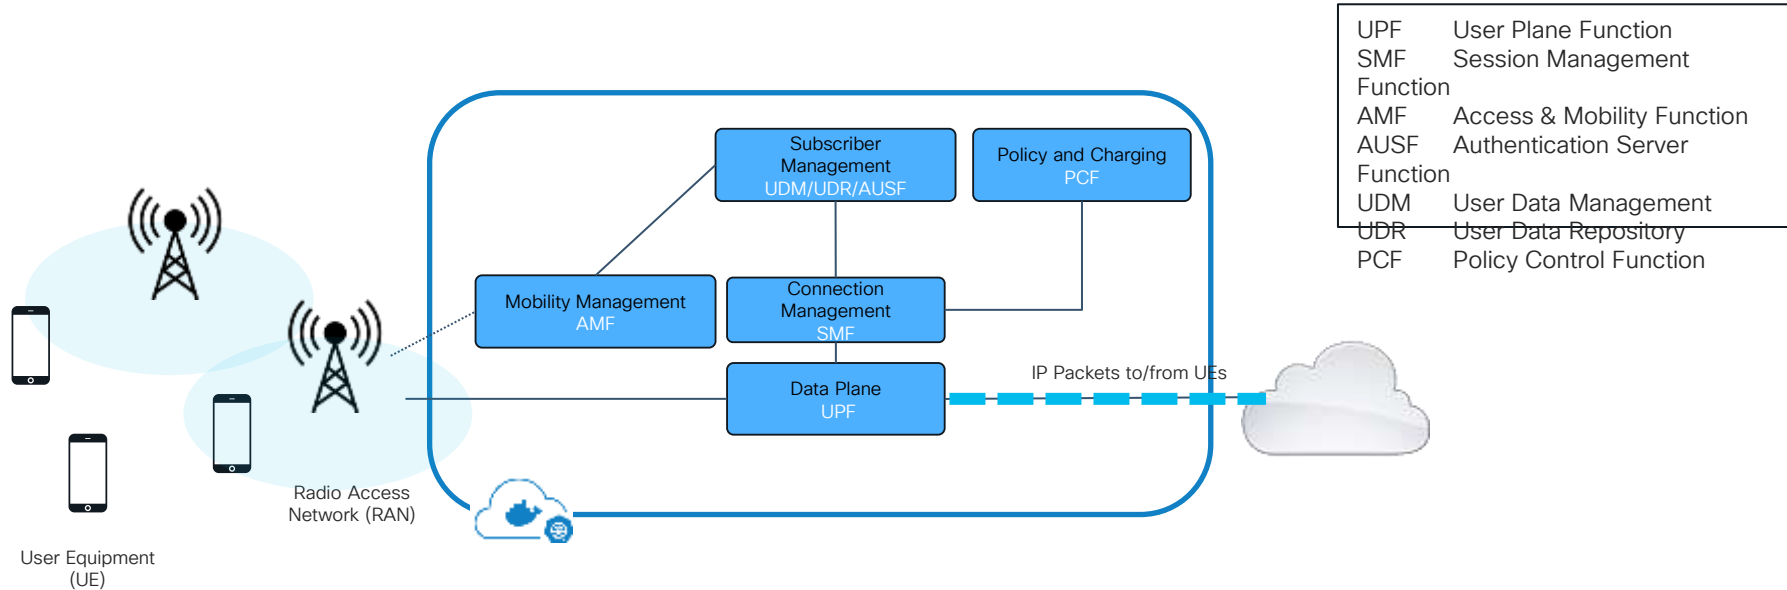 UPF User Plane Function
SMF Session Management
Function
AMF Access & Mobility Function
AUSF Authentication Server
Function
UDM User Data Management
UDR User Data Repository
PCF Policy Control Function
Subscriber
Management
UDM/UDR/AUSF
Policy and Charging
PCF
Mobility Management
AMF
Connection
Management
SMF
Data Plane
UPF
IP Packets to/from UEs
Radio Access
Network (RAN)
User Equipment
(UE)